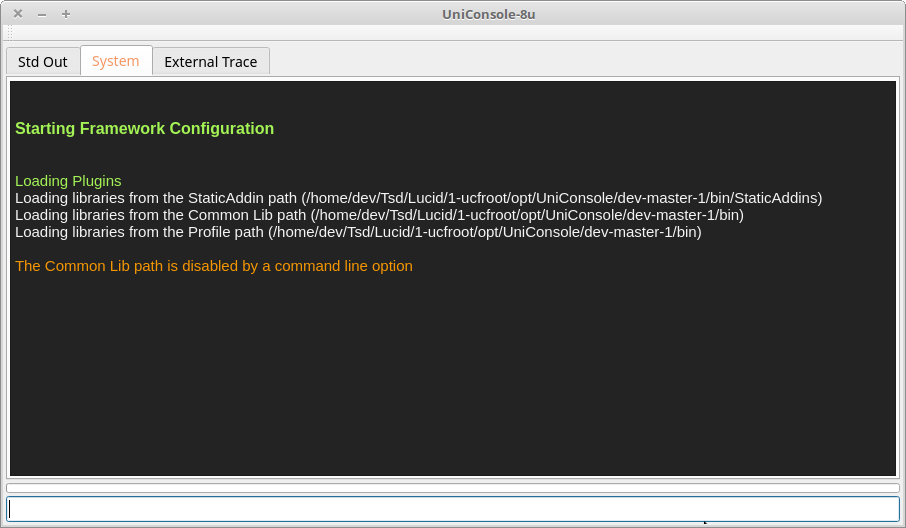 UniConsole-8u
Std Out
System
External Trace
Starting Framework Configuration
Loading Plugins
Loading libraries from the StaticAddin path (/home/dev/Tsd/Lucid/1-ucfroot/opt/UniConsole/dev-master-1/bin/StaticAddins)
Loading libraries from the Common Lib path (/home/dev/Tsd/Lucid/1-ucfroot/opt/UniConsole/dev-master-1/bin)
Loading libraries from the Profile path (/home/dev/Tsd/Lucid/1-ucfroot/opt/UniConsole/dev-master-1/bin)
The Common Lib path is disabled by a command line option